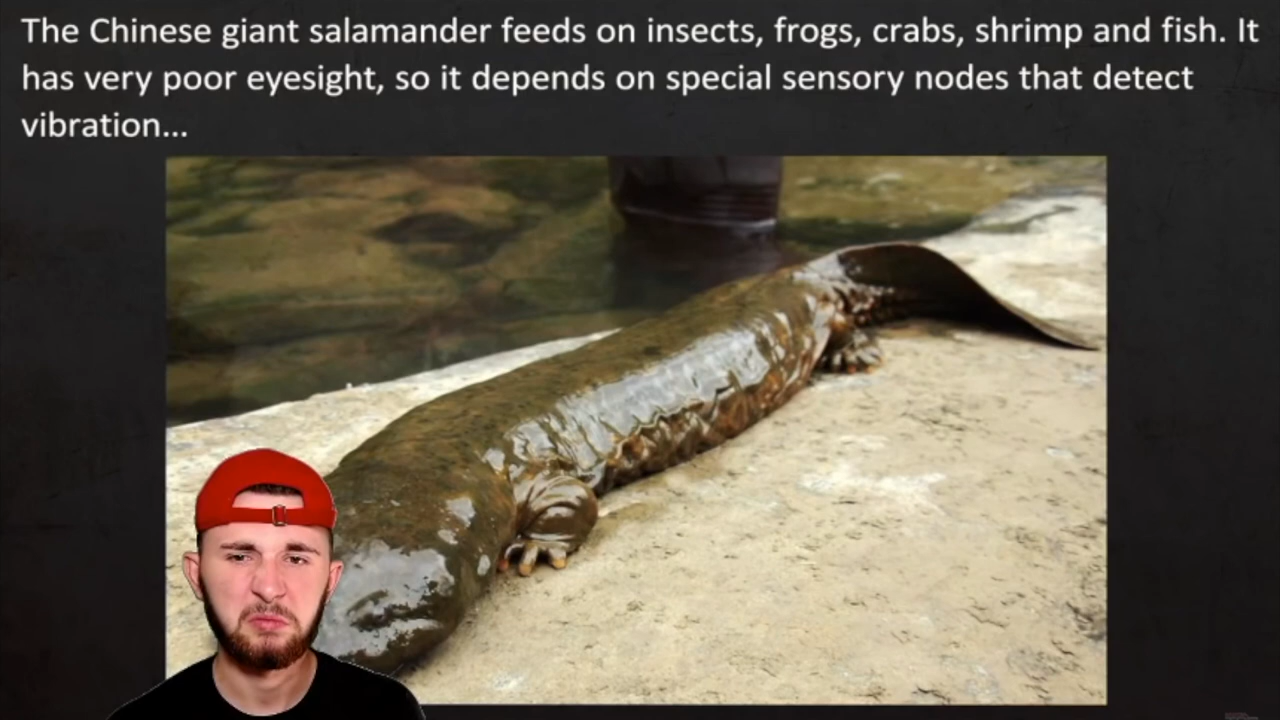 The Chinese giant salamander feeds on insects, frogs, crabs, shrimp and fish. It
has very poor eyesight, so it depends on special sensory nodes that detect
vibration...